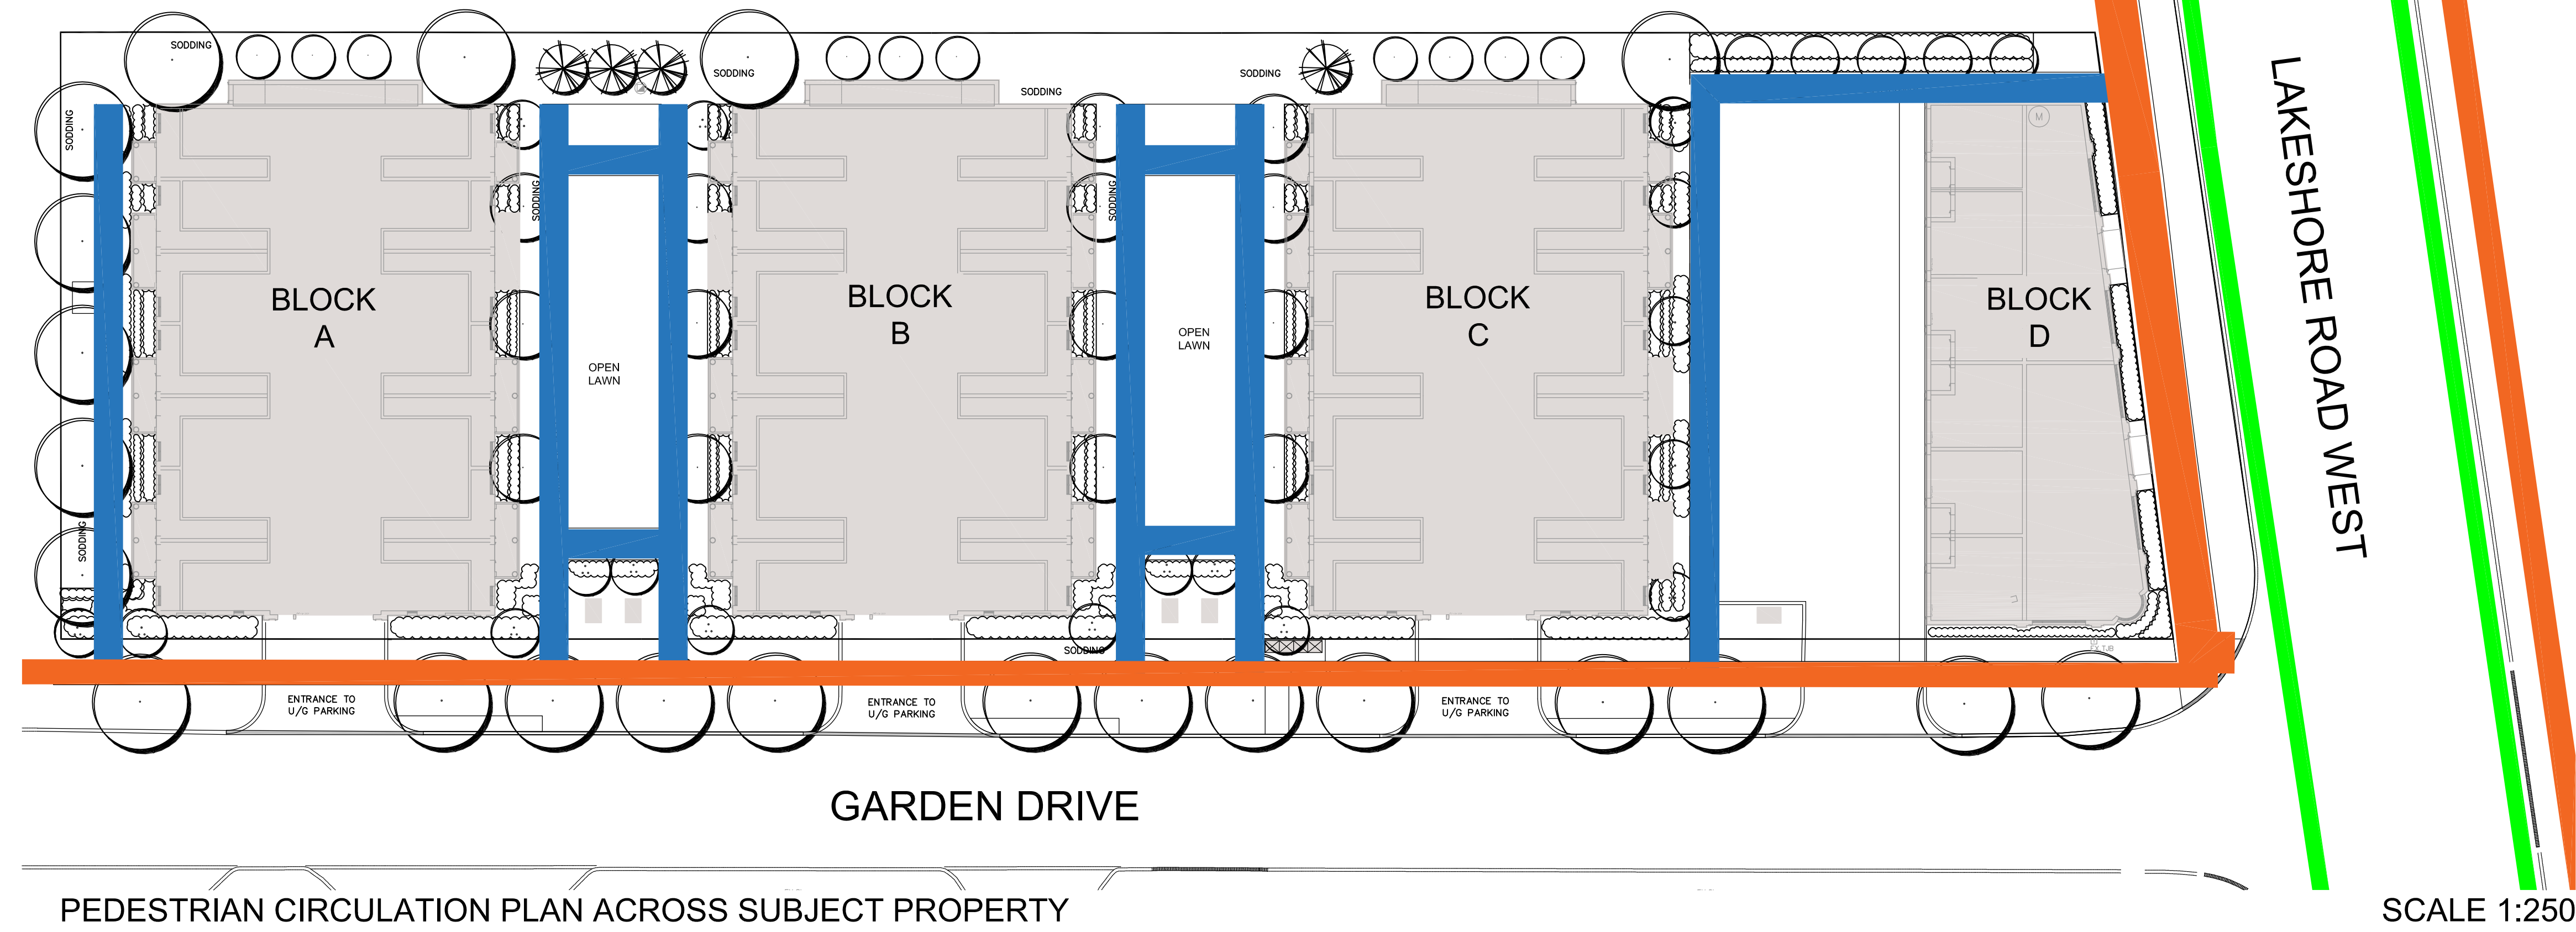 SODDING
SODDING
SODDING
SODDING
SODDING
M
SODDING
SODDING
BLOCK
A
BLOCK
B
BLOCK
C
BLOCK
D
OPEN
LAWN
OPEN
LAWN
LAKESHORE ROAD WEST
SODDING
SODDING
ENTRANCE TO
U/G PARKING
ENTRANCE TO
U/G PARKING
ENTRANCE TO
U/G PARKING
GARDEN DRIVE
PEDESTRIAN CIRCULATION PLAN ACROSS SUBJECT PROPERTY
SCALE 1:250